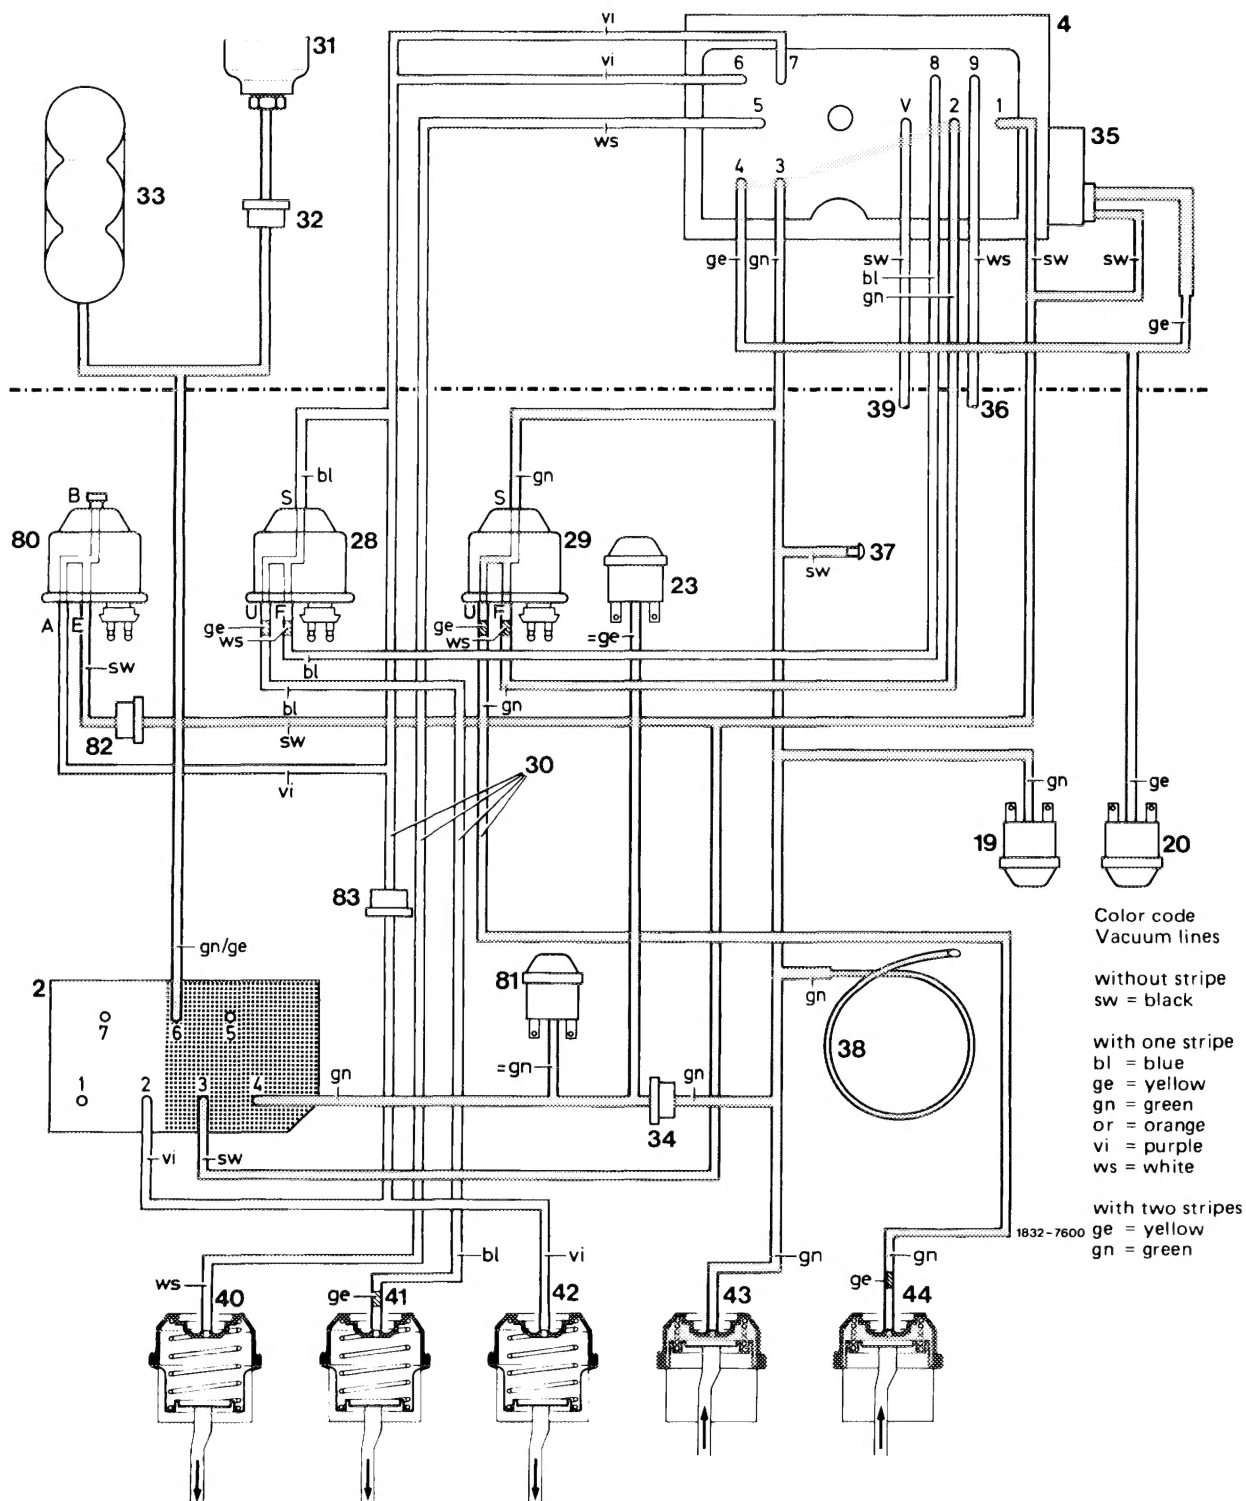 vi
4
31
vi
6
7
8
9
5
V
2
1
ws
35
33
4
3
32
ge
gn
sw
ws
sw
sw
bl
gn
ge
39
36
bl
gn
B
S
S
80
28
29
37
23
sw
A
E
U
F
U
F
ge
ws
ge
ws
=ge
sw
bl
bl
gn
82
sw
30
vi
gn
ge
19
20
83
Color code
Vacuum lines
gn/ge
without stripe
sw = black
2
81
7
6
5
gn
38
with one stripe
bl = blue
ge = yellow
gn = green
or = orange
vi = purple
ws = white
=gn
1
2
3
4
gn
gn
34
vi
sw
with two stripes
ge = yellow
gn = green
1832-7600
ws
bl
vi
gn
gn
40
ge
41
42
43
ge
44